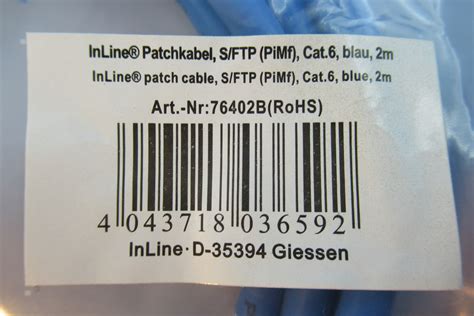 InLine® Patchkabel, S/FTP (PiMf), Cat.6, blau, 2m
InLine® patch cable, S/FTP (PiMf), Cat.6, blue, 2m
Art.-Nr:76402B(RoHS)
4 043718 036592
InLine · D-35394 Giessen